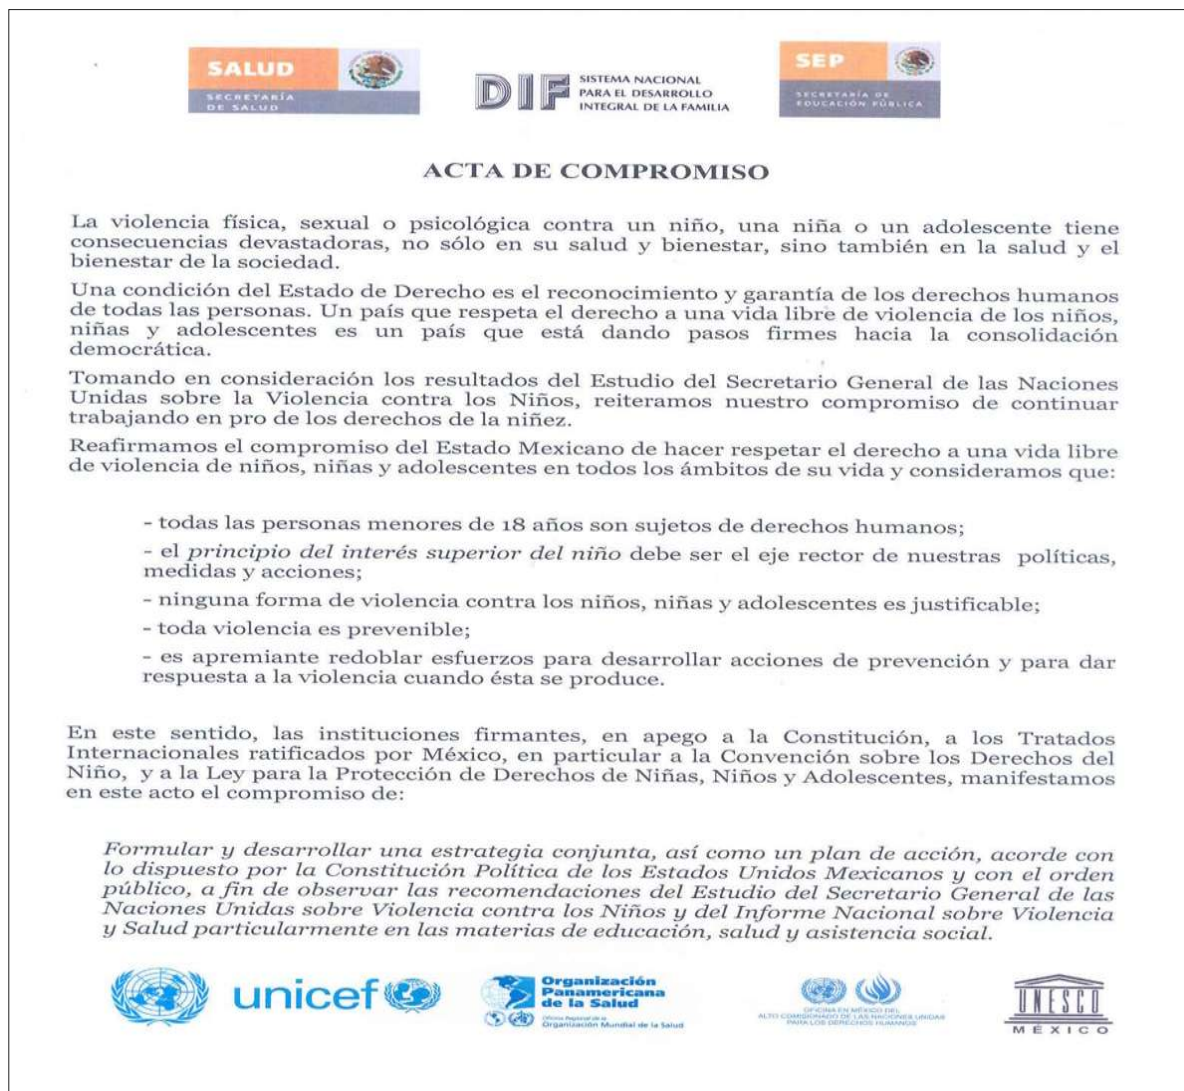 SALUD
SECRETARÍA
DE SALUD
DIF
SISTEMA NACIONAL
PARA EL DESARROLLO
INTEGRAL DE LA FAMILIA
SEP
SECRETARÍA DE
EDUCACIÓN PÚBLICA
ACTA DE COMPROMISO
La violencia física, sexual o psicológica contra un niño, una niña o un adolescente tiene
consecuencias devastadoras, no sólo en su salud y bienestar, sino también en la salud y el
bienestar de la sociedad.
Una condición del Estado de Derecho es el reconocimiento y garantía de los derechos humanos
de todas las personas. Un país que respeta el derecho a una vida libre de violencia de los niños,
niñas y adolescentes es un país que está dando pasos firmes hacia la consolidación
democrática.
Tomando en consideración los resultados del Estudio del Secretario General de las Naciones
Unidas sobre la Violencia contra los Niños, reiteramos nuestro compromiso de continuar
trabajando en pro de los derechos de la niñez.
Reafirmamos el compromiso del Estado Mexicano de hacer respetar el derecho a una vida libre
de violencia de niños, niñas y adolescentes en todos los ámbitos de su vida y consideramos que:
- todas las personas menores de 18 años son sujetos de derechos humanos;
- el principio del interés superior del niño debe ser el eje rector de nuestras políticas,
medidas y acciones;
- ninguna forma de violencia contra los niños, niñas y adolescentes es justificable;
- toda violencia es prevenible;
- es apremiante redoblar esfuerzos para desarrollar acciones de prevención y para dar
respuesta a la violencia cuando ésta se produce.
En este sentido, las instituciones firmantes, en apego a la Constitución, a los Tratados
Internacionales ratificados por México, en particular a la Convención sobre los Derechos del
Niño, y a la Ley para la Protección de Derechos de Niñas, Niños y Adolescentes, manifestamos
en este acto el compromiso de:
Formular y desarrollar una estrategia conjunta, así como un plan de acción, acorde con
lo dispuesto por la Constitución Política de los Estados Unidos Mexicanos y con el orden
público, a fin de observar las recomendaciones del Estudio del Secretario General de las
Naciones Unidas sobre Violencia contra los Niños y del Informe Nacional sobre Violencia
y Salud particularmente en las materias de educación, salud y asistencia social.
unicef
Organización
Panamericana
de la Salud
Oficina Regional de la
Organización Mundial de la Salud
OFICINA EN MÉXICO DEL
ALTO COMISIONADO DE LAS NACIONES UNIDAS
PARA LOS DERECHOS HUMANOS
UNESCO
MÉXICO